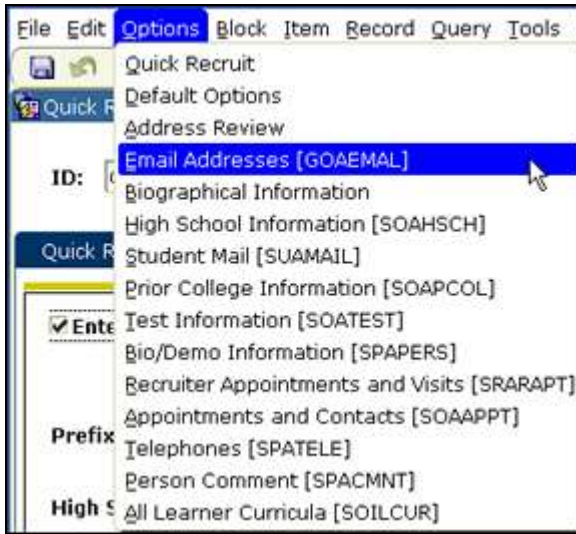 File Edit Options Block Item Record Query Tools
Quick Recruit
Default Options
Quick R
Address Review
Email Addresses [GOAEMAL]
ID:
Biographical Information
High School Information [SOAHSCH]
Quick R
Student Mail [SUAMAIL]
Prior College Information [SOAPCOL]
Test Information [SOATEST]
Ente
Bio/Demo Information [SPAPERS]
Recruiter Appointments and Visits [SRARAPT]
Appointments and Contacts [SOAAPPT]
Prefix
Telephones [SPATELE]
Person Comment [SPACMNT]
High S
All Learner Curricula [SOILCUR]